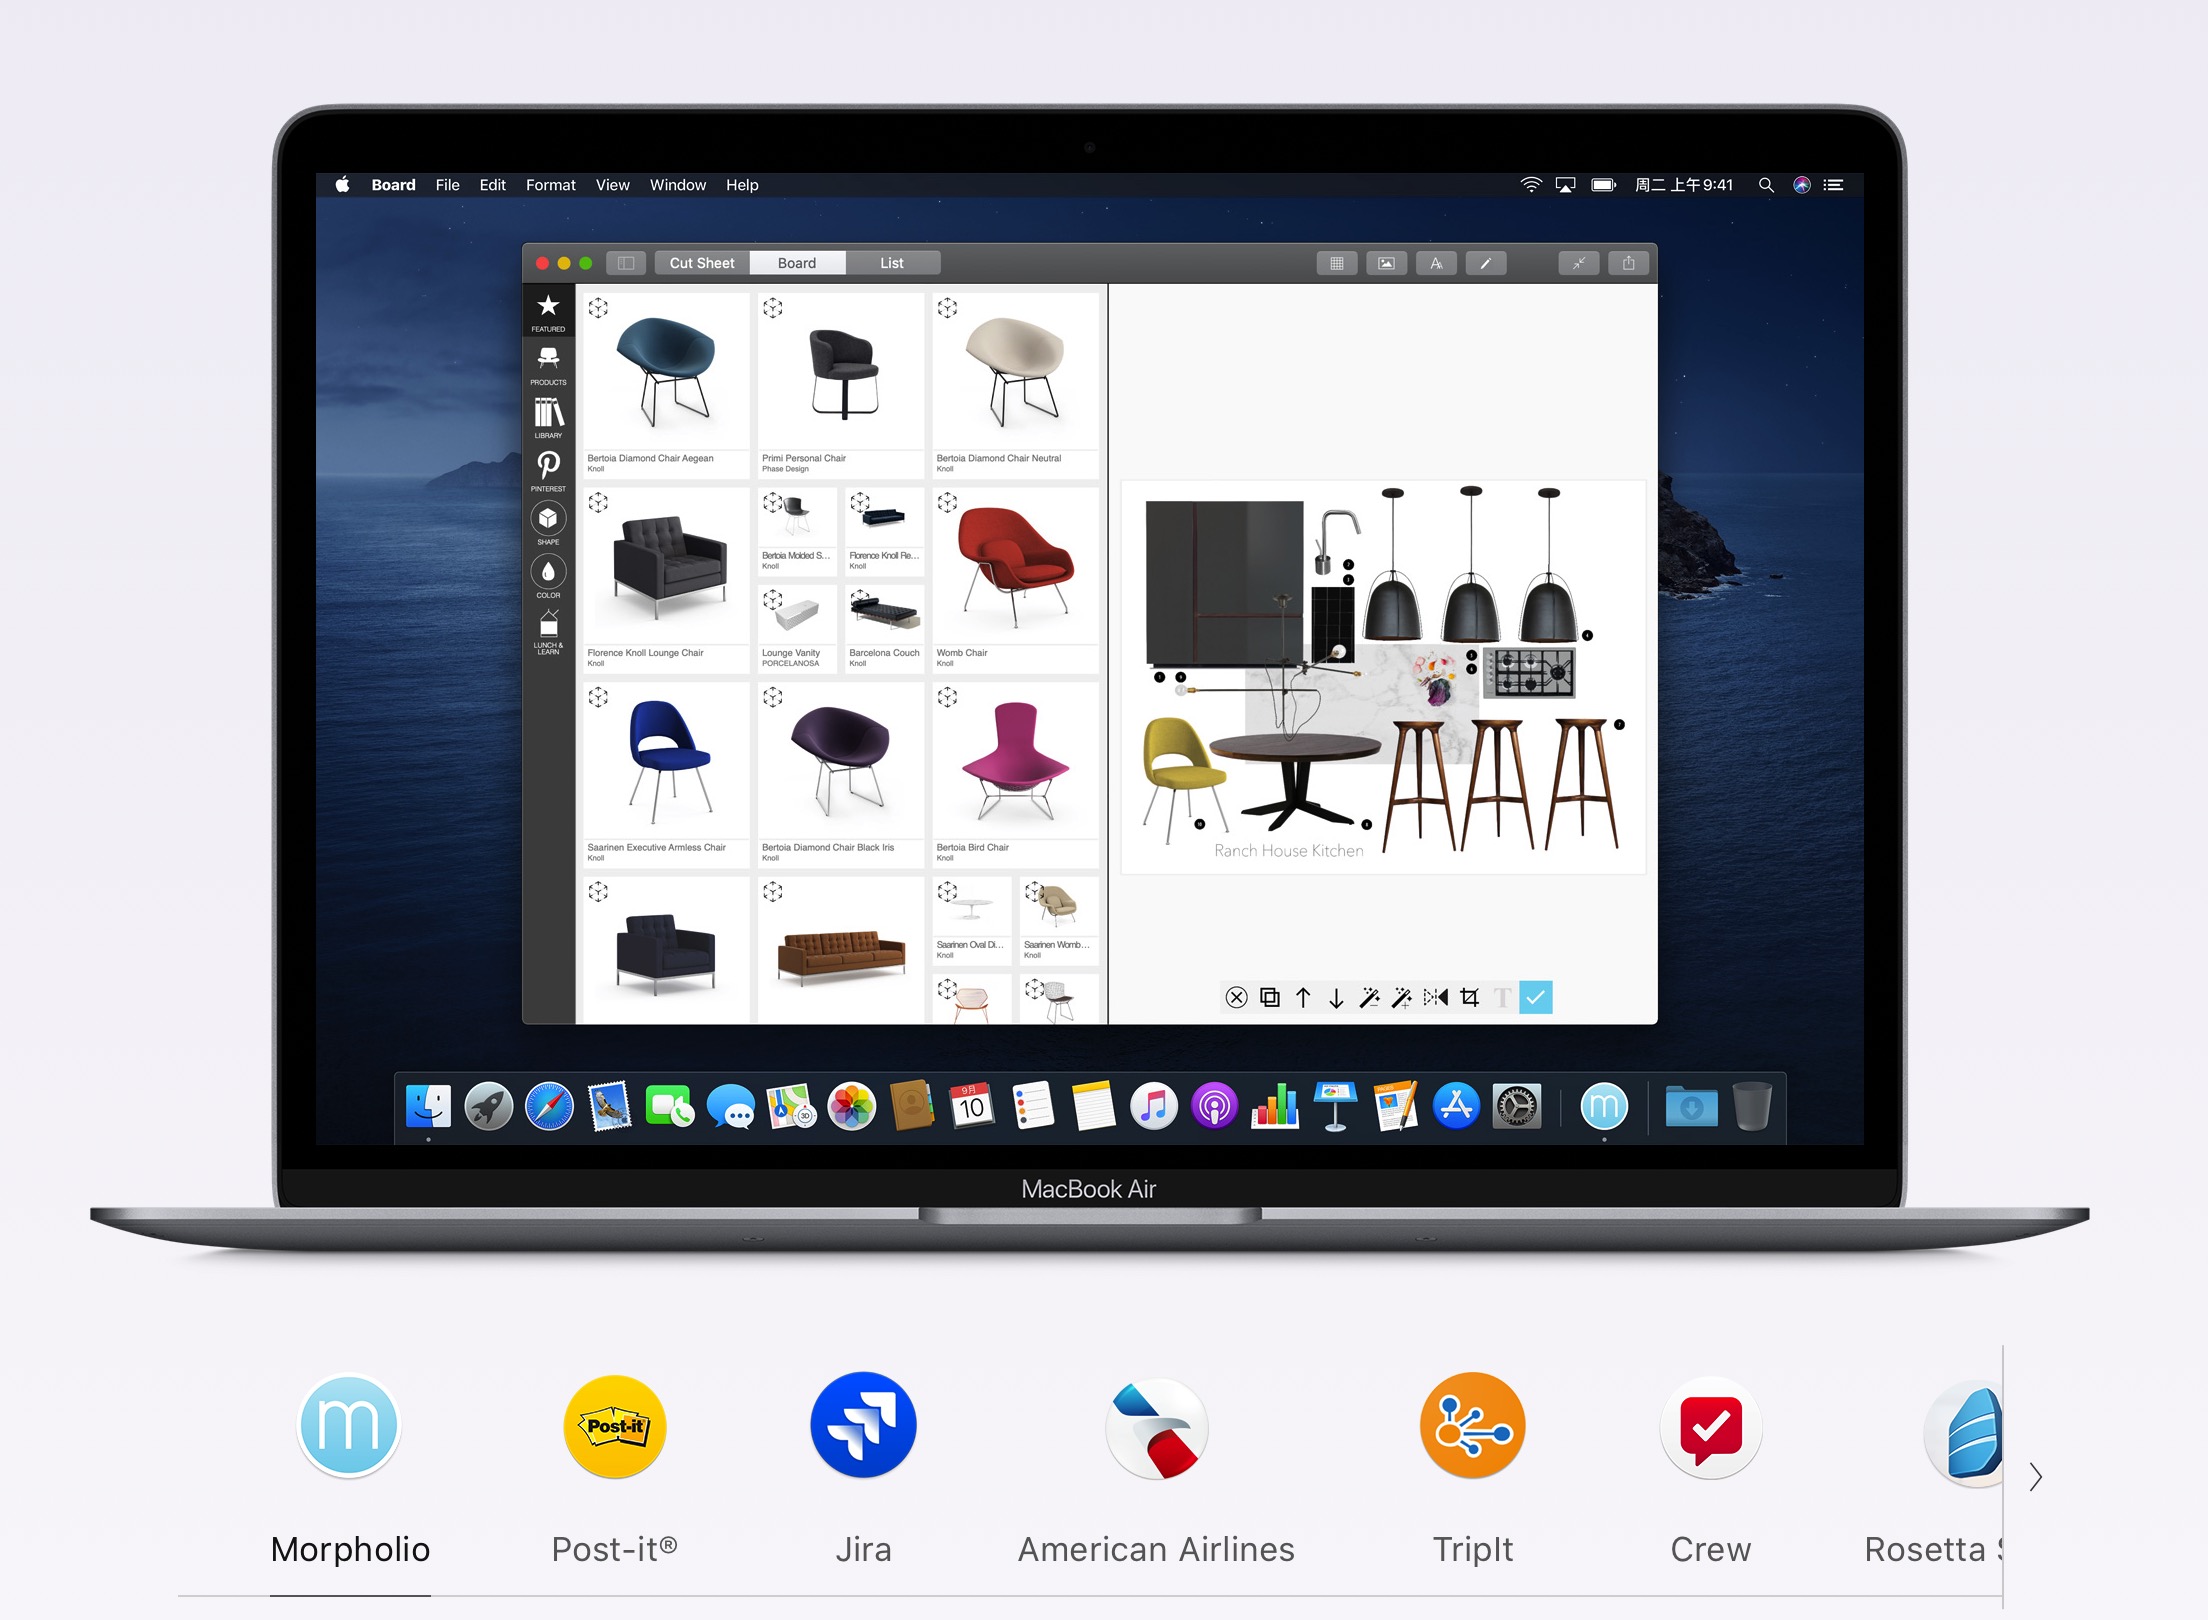 Board File Edit Format View Window Help
周二 上午9:41
Cut Sheet Board List
FEATURED
PRODUCTS
LIBRARY
PINTEREST
SHAPE
COLOR
LUNCH &
LEARN
Bertoia Diamond Chair Aegean
Knoll
Primi Personal Chair
Phase Design
Bertoia Diamond Chair Neutral
Knoll
Florence Knoll Lounge Chair
Knoll
Bertoia Molded S...
Knoll
Florence Knoll Re...
Knoll
Lounge Vanity
PORCELANOSA
Barcelona Couch
Knoll
Womb Chair
Knoll
Saarinen Executive Armless Chair
Knoll
Bertoia Diamond Chair Black Iris
Knoll
Bertoia Bird Chair
Knoll
Saarinen Oval Di...
Knoll
Saarinen Womb...
Knoll
Ranch House Kitchen
T
3D
9月
10
PAGES
m
MacBook Air
m
Post-it
Morpholio
Post-it®
Jira
American Airlines
TripIt
Crew
Rosetta